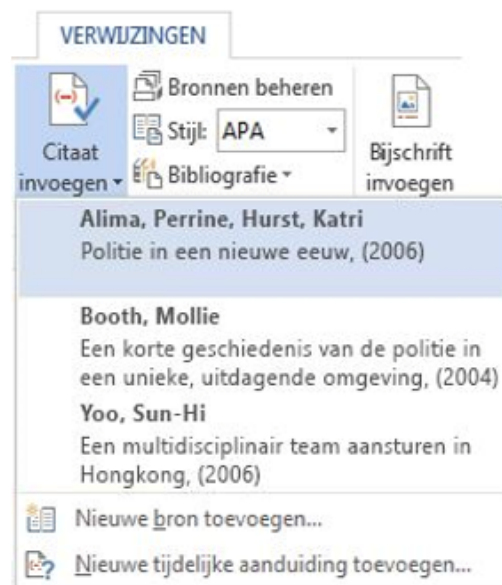 VERWIJZINGEN
Citaat
invoegen
Bronnen beheren
Stijl: APA
Bibliografie
Bijschrift
invoegen
Alima, Perrine, Hurst, Katri
Politie in een nieuwe eeuw, (2006)
Booth, Mollie
Een korte geschiedenis van de politie in
een unieke, uitdagende omgeving, (2004)
Yoo, Sun-Hi
Een multidisciplinair team aansturen in
Hongkong, (2006)
Nieuwe bron toevoegen...
Nieuwe tijdelijke aanduiding toevoegen...